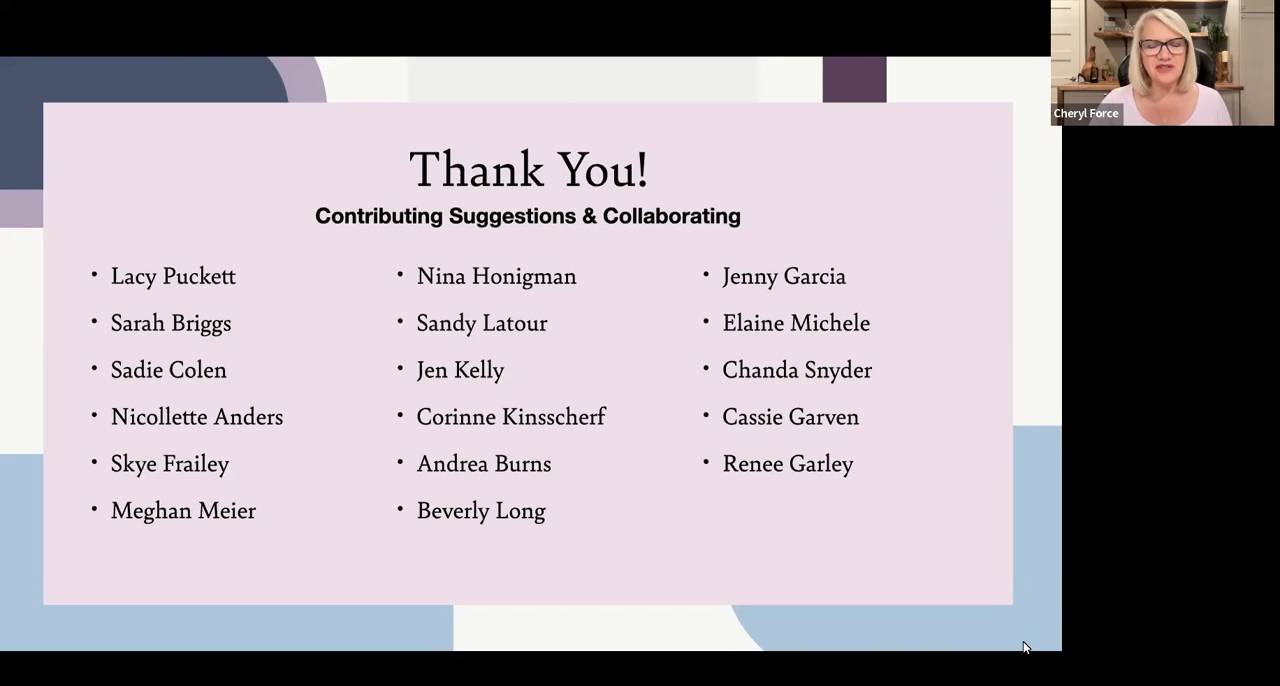 Thank You!
Contributing Suggestions & Collaborating
• Lacy Puckett
• Sarah Briggs
• Sadie Colen
• Nicollette Anders
• Skye Frailey
• Meghan Meier
• Nina Honigman
• Sandy Latour
• Jen Kelly
• Corinne Kinsscherf
• Andrea Burns
• Beverly Long
• Jenny Garcia
• Elaine Michele
• Chanda Snyder
• Cassie Garven
• Renee Garley
Cheryl Force